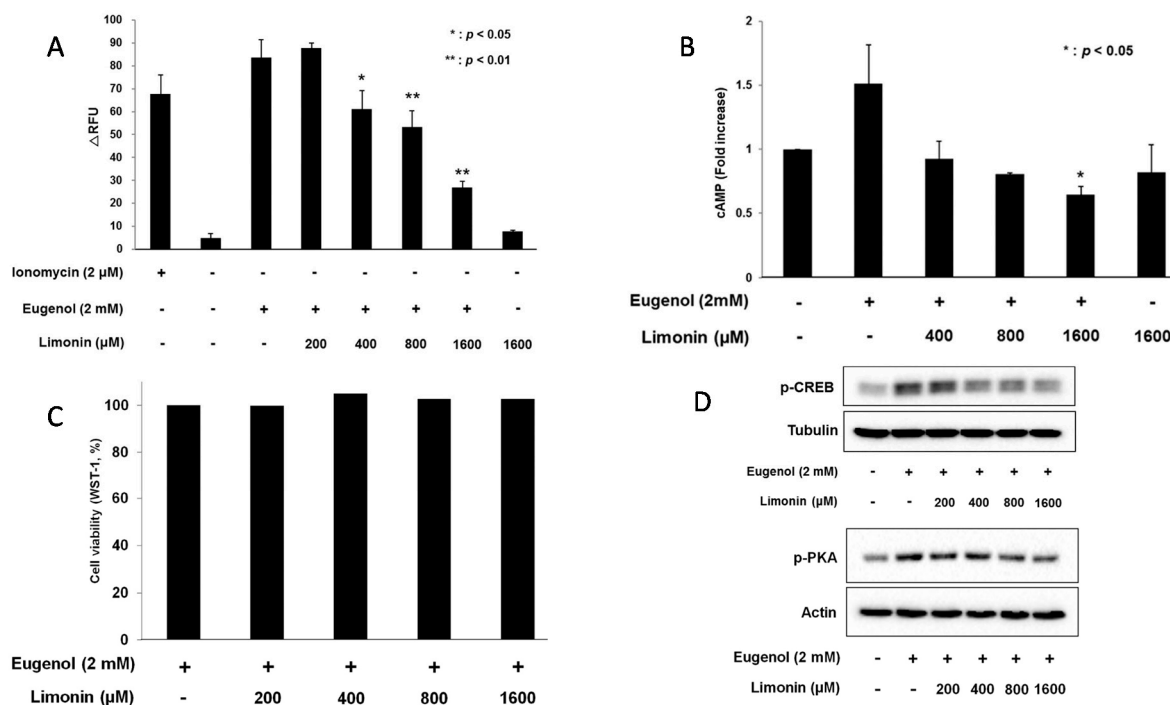 A
100
90
80
70
60
50
40
30
20
10
0
△RFU
* : p < 0.05
** : p < 0.01
*
**
**
Ionomycin (2 µM) + - - - - - - -
Eugenol (2 mM) - - + + + + + -
Limonin (µM) - - - 200 400 800 1600 1600
B
2
1.5
1
0.5
0
cAMP (Fold increase)
* : p < 0.05
*
Eugenol (2mM) - + + + + -
Limonin (µM) - - 400 800 1600 1600
C
100
80
60
40
20
0
Cell viability (WST-1, %)
Eugenol (2 mM) + + + + +
Limonin (µM) - 200 400 800 1600
D
p-CREB
Tubulin
Eugenol (2 mM) - + + + + +
Limonin (µM) - - 200 400 800 1600
p-PKA
Actin
Eugenol (2 mM) - + + + + +
Limonin (µM) - - 200 400 800 1600